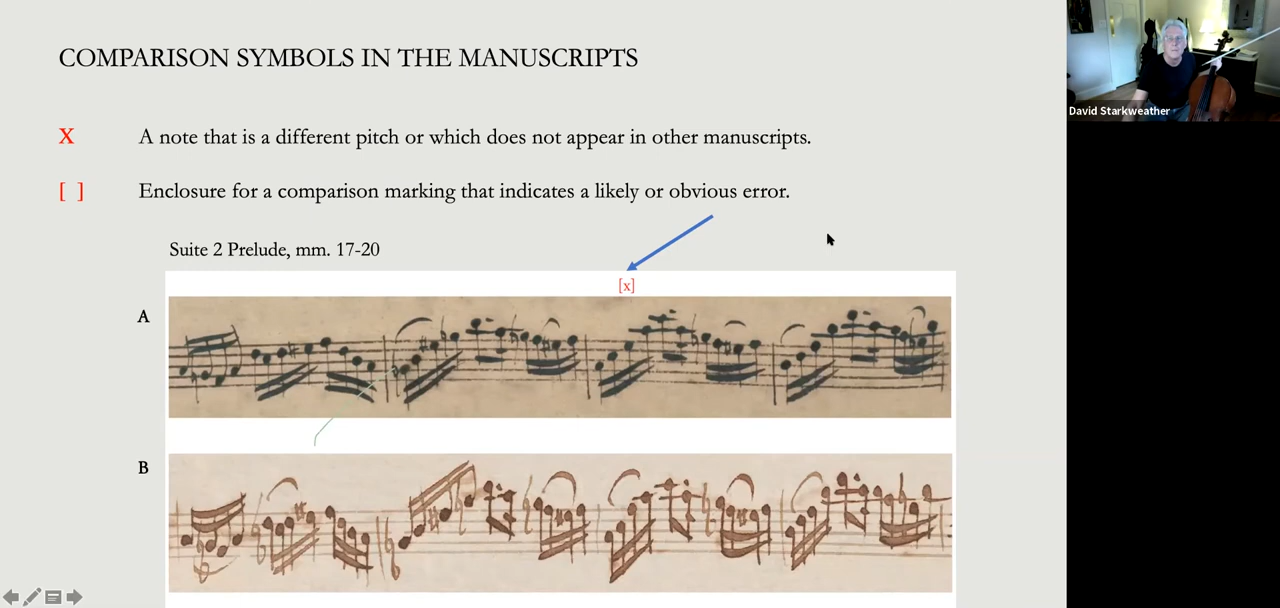 COMPARISON SYMBOLS IN THE MANUSCRIPTS
X A note that is a different pitch or which does not appear in other manuscripts.
[ ] Enclosure for a comparison marking that indicates a likely or obvious error.
Suite 2 Prelude, mm. 17-20
[x]
A
B
David Starkweather